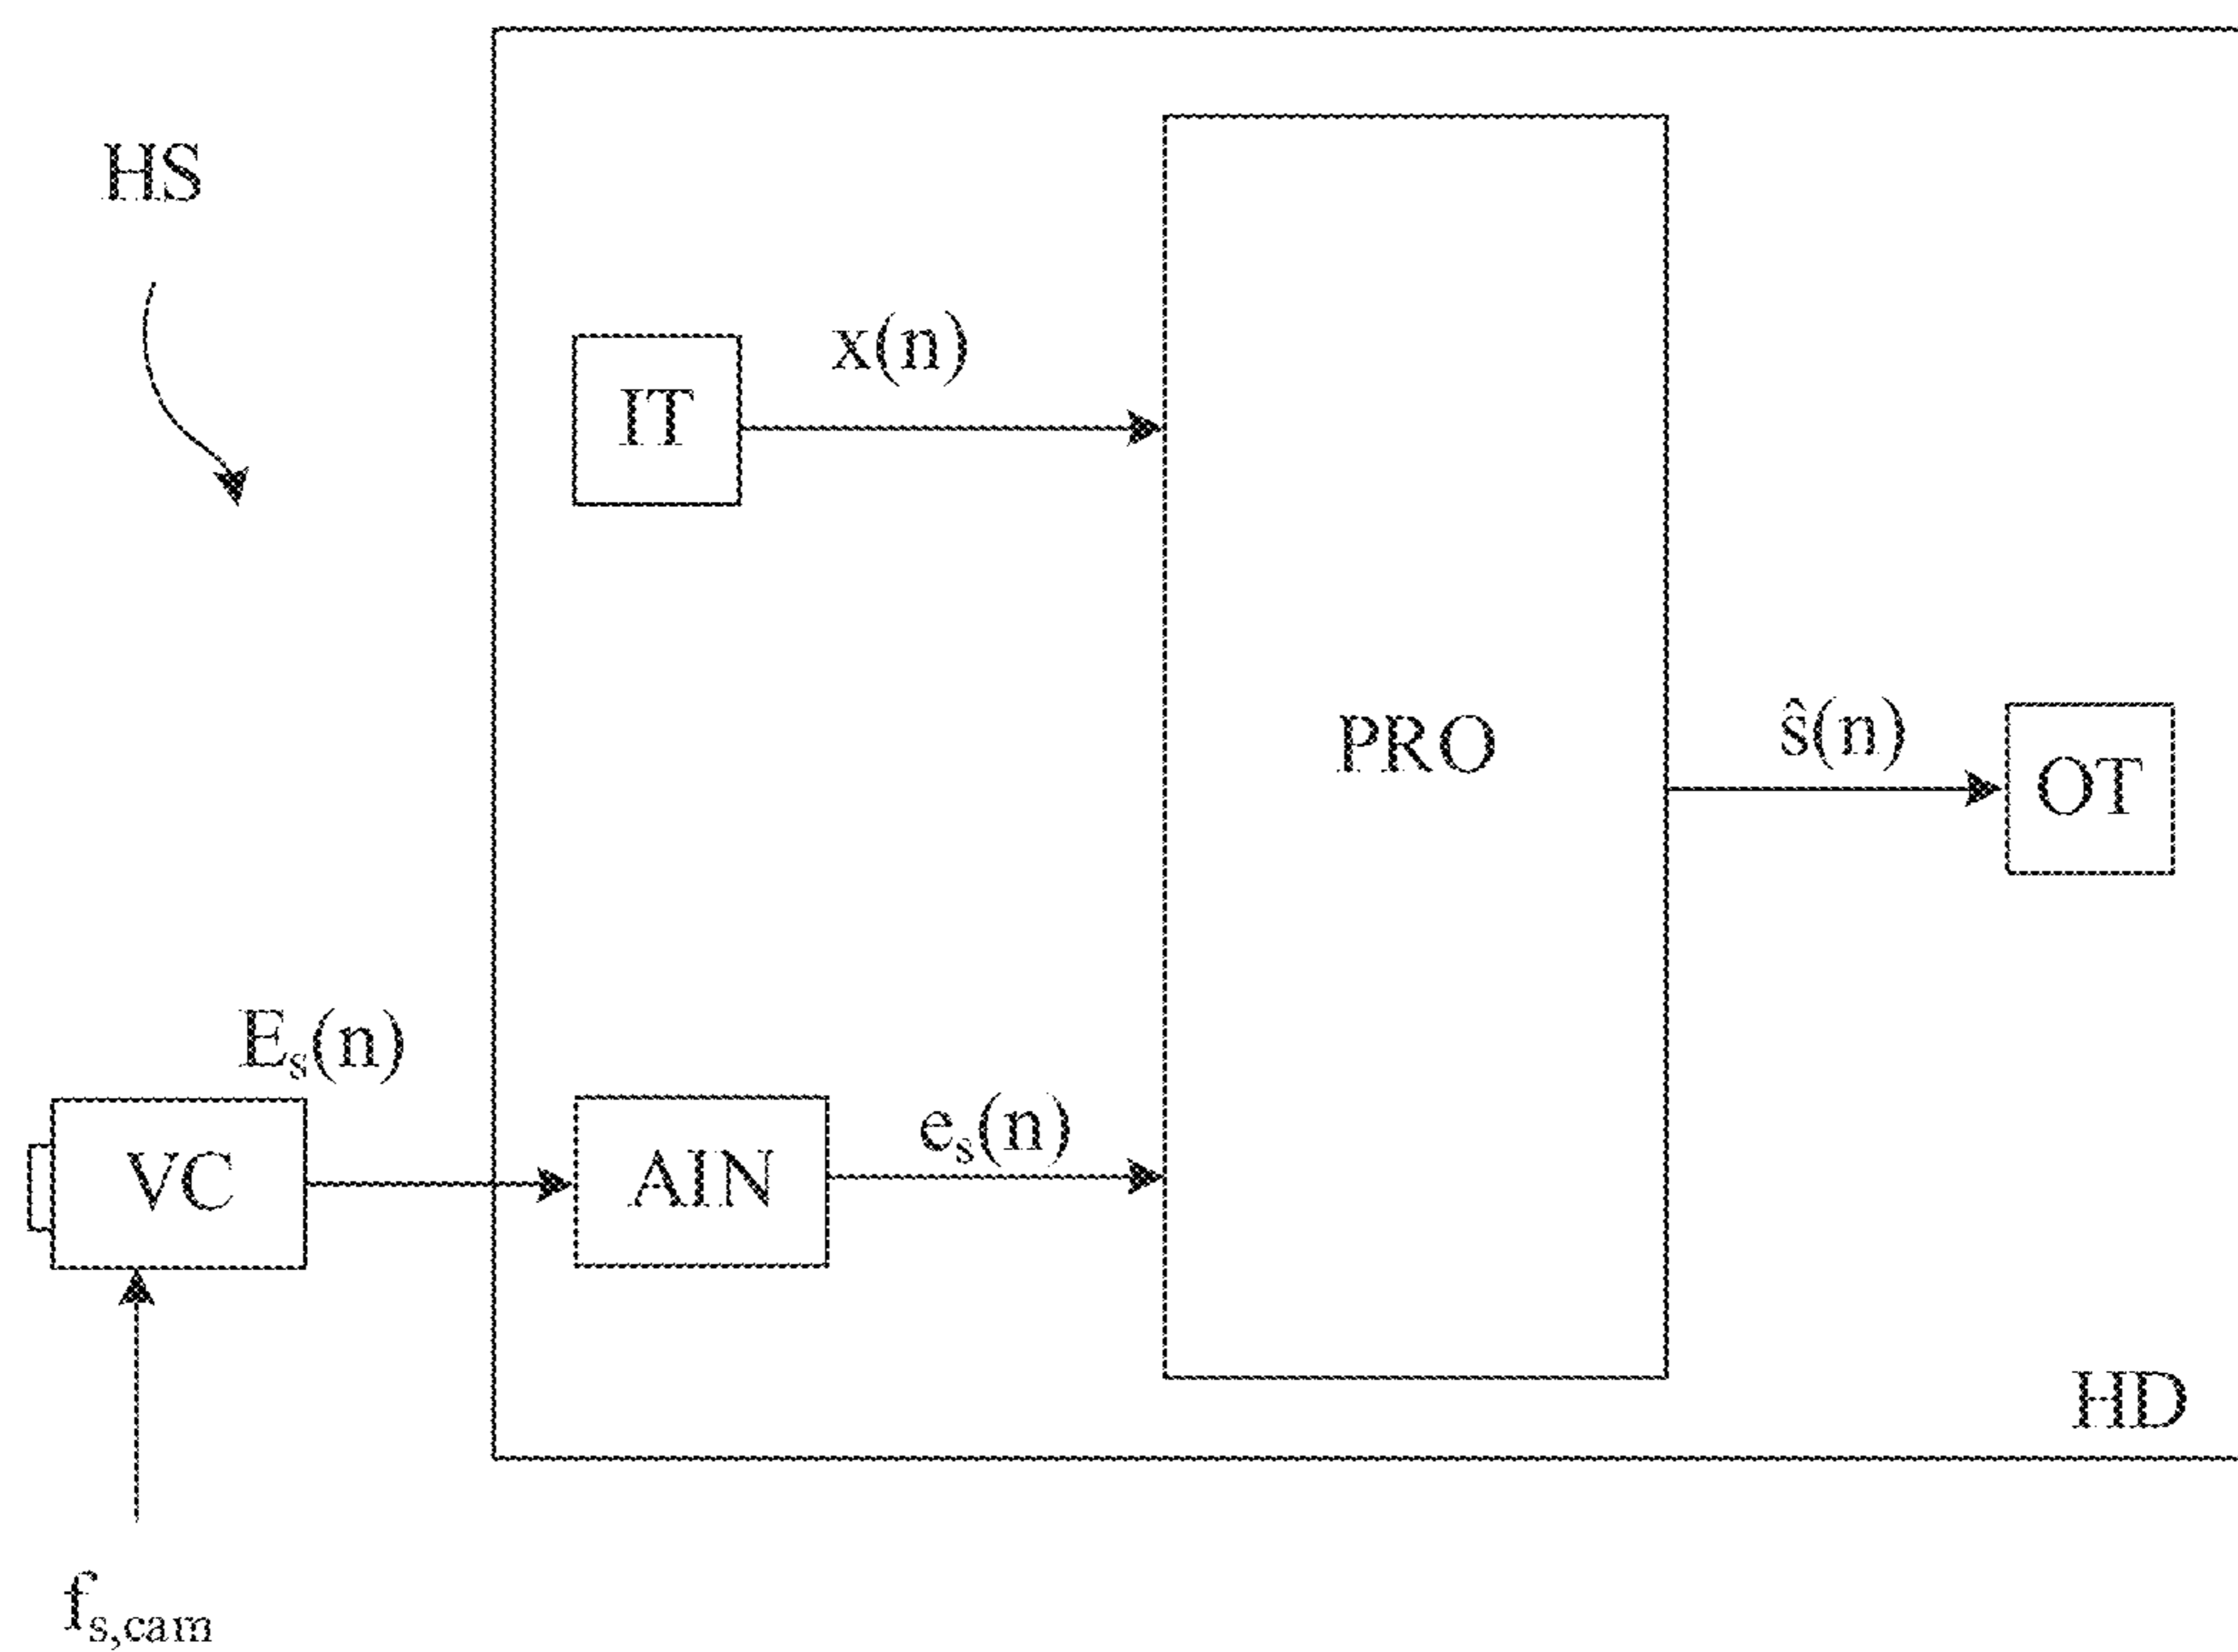 HS
x(n)
IT
PRO
ŝ(n)
OT
Eₛ(n)
eₛ(n)
VC
AIN
HD
fₛ,cam